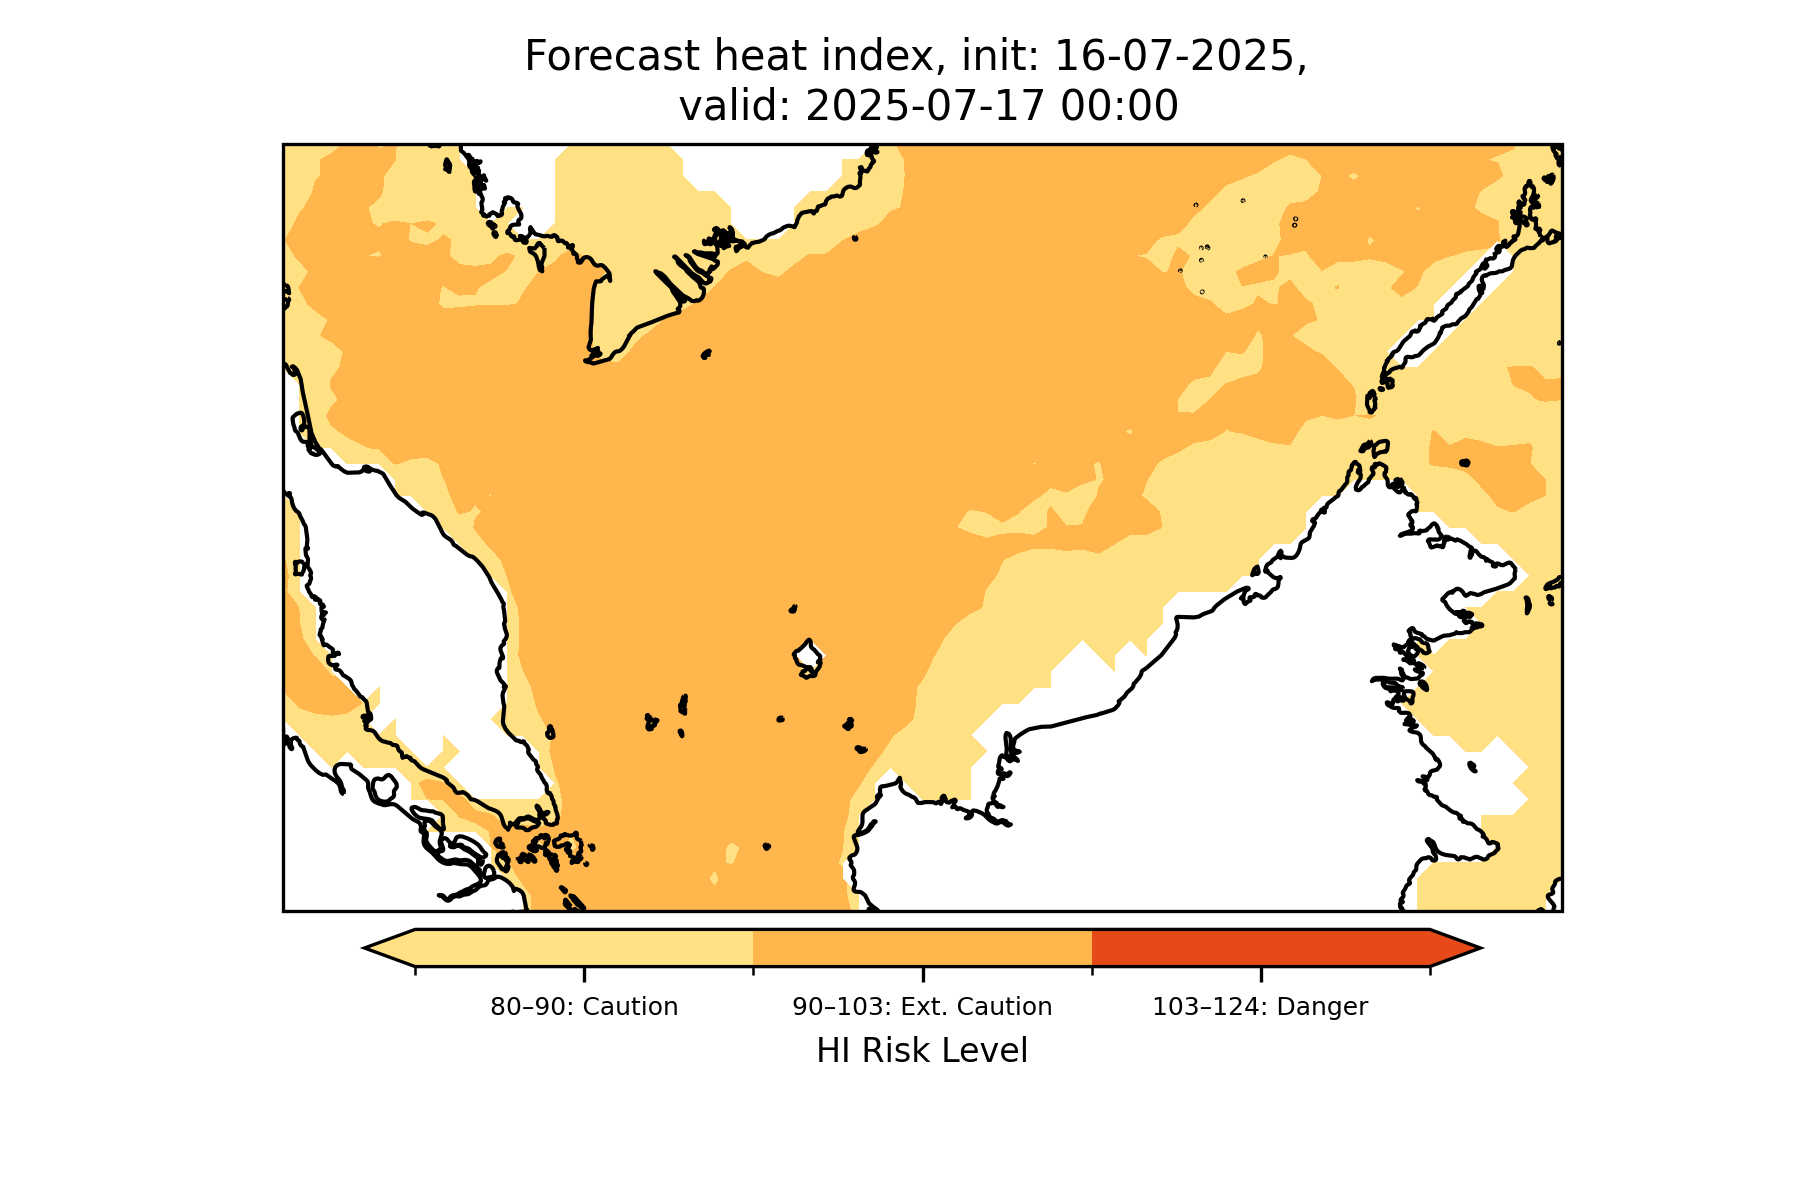 Forecast heat index, init: 16-07-2025,
valid: 2025-07-17 00:00
80–90: Caution
90–103: Ext. Caution
103–124: Danger
HI Risk Level